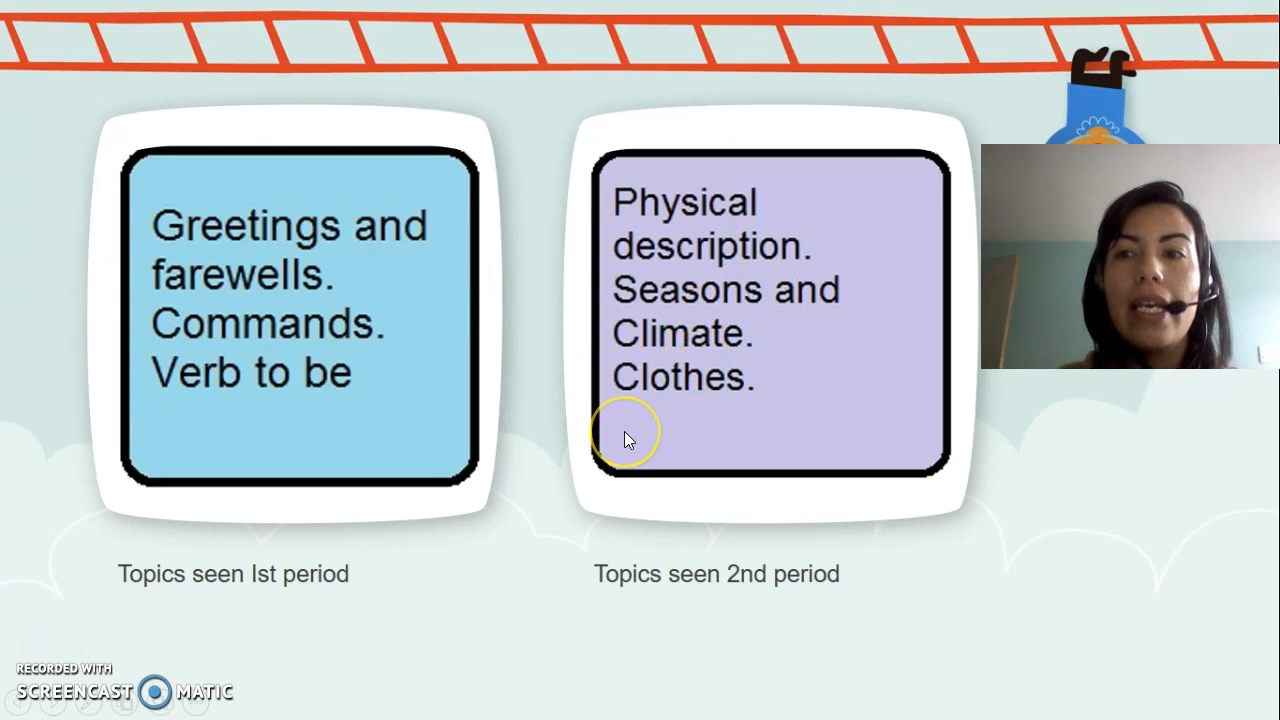 Greetings and
farewells.
Commands.
Verb to be
Physical
description.
Seasons and
Climate.
Clothes.
Topics seen Ist period
Topics seen 2nd period
RECORDED WITH
SCREENCAST MATIC